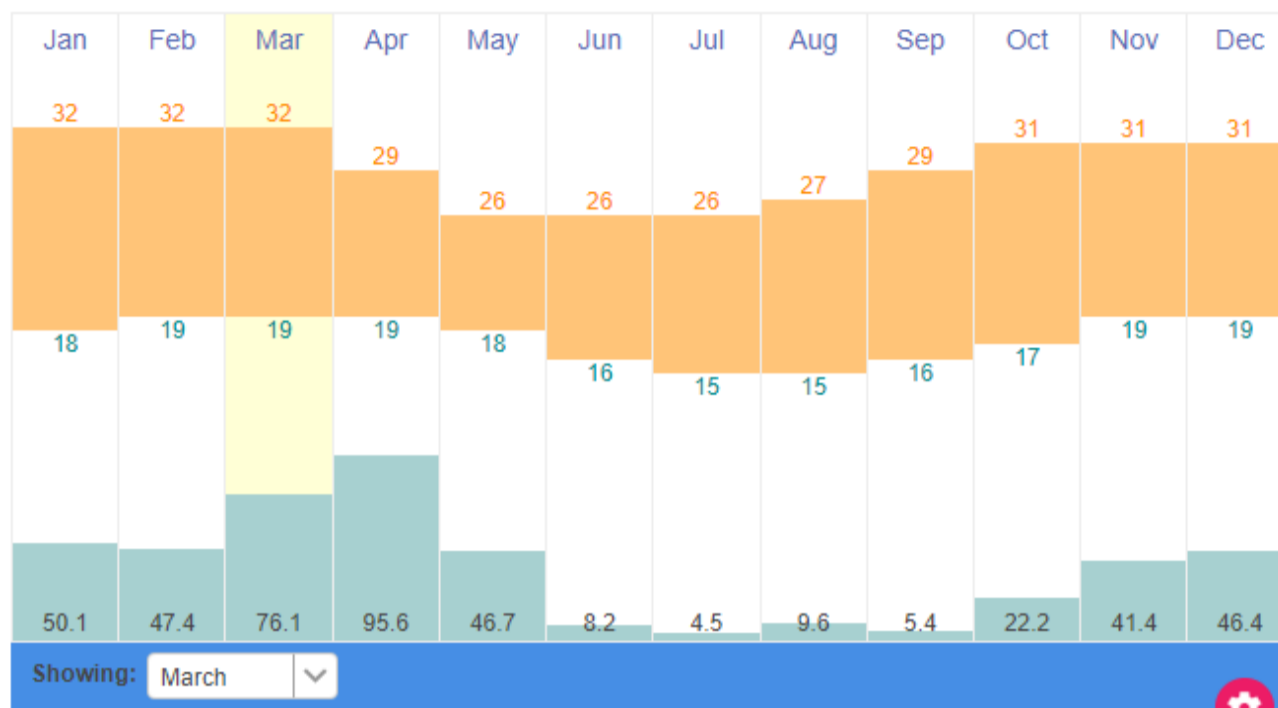 Jan Feb Mar Apr May Jun Jul Aug Sep Oct Nov Dec
32 32 32 29 26 26 26 27 29 31 31 31
18 19 19 19 18 16 15 15 16 17 19 19
50.1 47.4 76.1 95.6 46.7 8.2 4.5 9.6 5.4 22.2 41.4 46.4
Showing: March